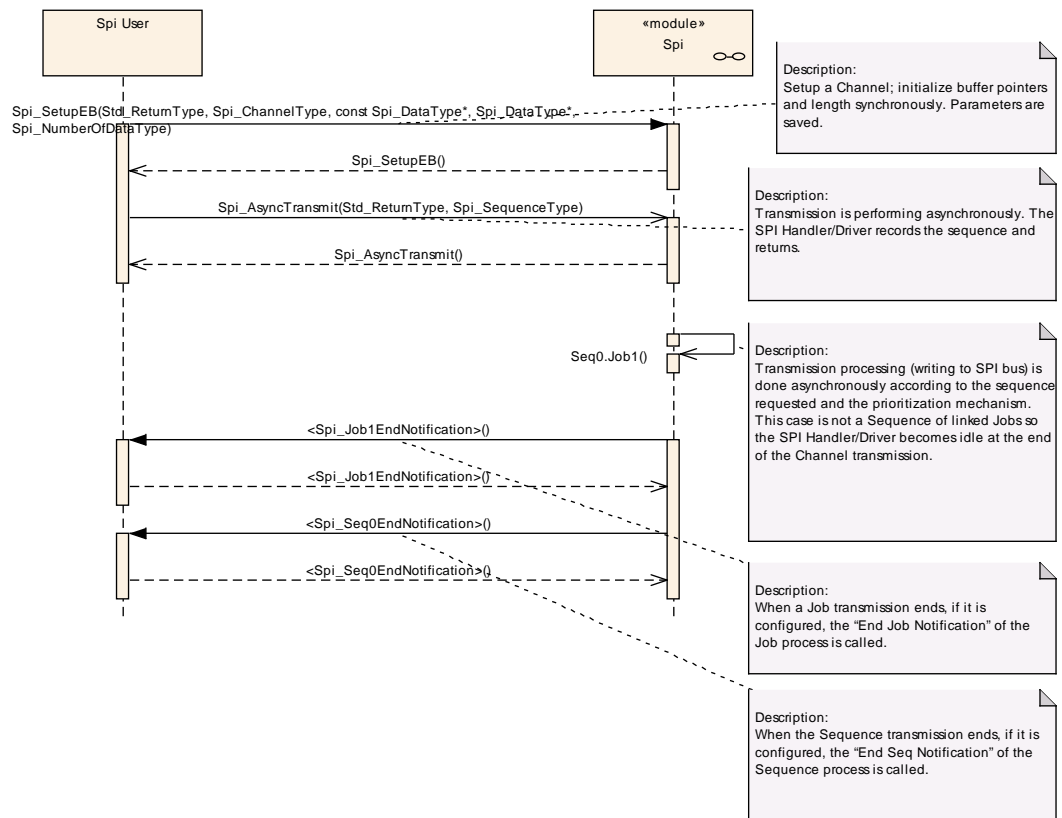 Spi User
«module»
Spi
Description:
Setup a Channel; initialize buffer pointers
and length synchronously. Parameters are
saved.
Spi_SetupEB(Std_ReturnType, Spi_ChannelType, const Spi_DataType*, Spi_DataType*,
Spi_NumberOfDataType)
Spi_SetupEB()
Description:
Transmission is performing asynchronously. The
SPI Handler/Driver records the sequence and
returns.
Spi_AsyncTransmit(Std_ReturnType, Spi_SequenceType)
Spi_AsyncTransmit()
Seq0.Job1()
Description:
Transmission processing (writing to SPI bus) is
done asynchronously according to the sequence
requested and the prioritization mechanism.
This case is not a Sequence of linked Jobs so
the SPI Handler/Driver becomes idle at the end
of the Channel transmission.
<Spi_Job1EndNotification>()
<Spi_Job1EndNotification>()
<Spi_Seq0EndNotification>()
<Spi_Seq0EndNotification>()
Description:
When a Job transmission ends, if it is
configured, the “End Job Notification” of the
Job process is called.
Description:
When the Sequence transmission ends, if it is
configured, the “End Seq Notification” of the
Sequence process is called.